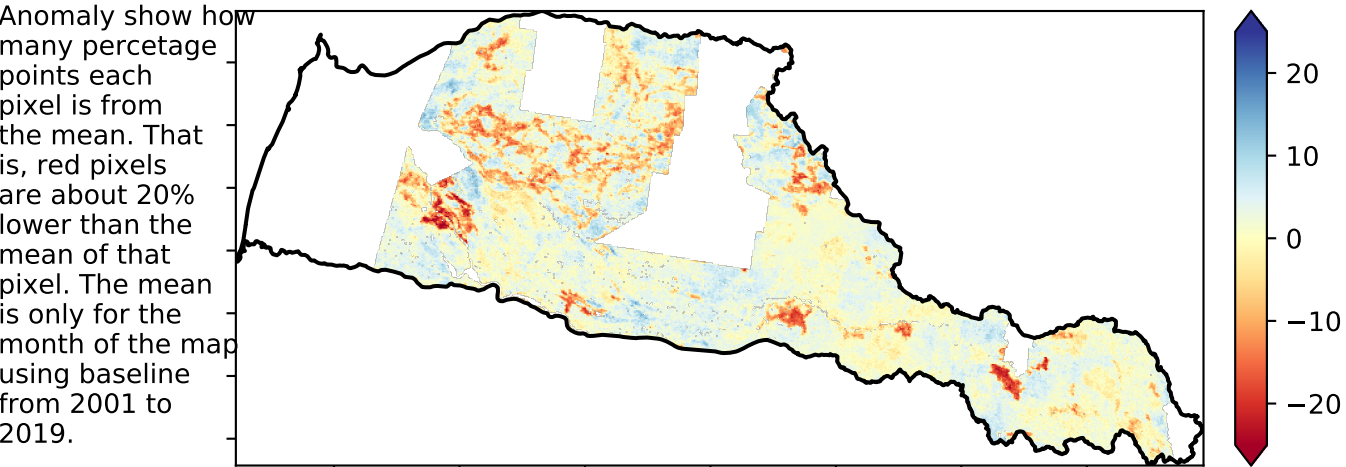 Anomaly show how
many percetage
points each
pixel is from
the mean. That
is, red pixels
are about 20%
lower than the
mean of that
pixel. The mean
is only for the
month of the map
using baseline
from 2001 to
2019.
20
10
0
−10
−20